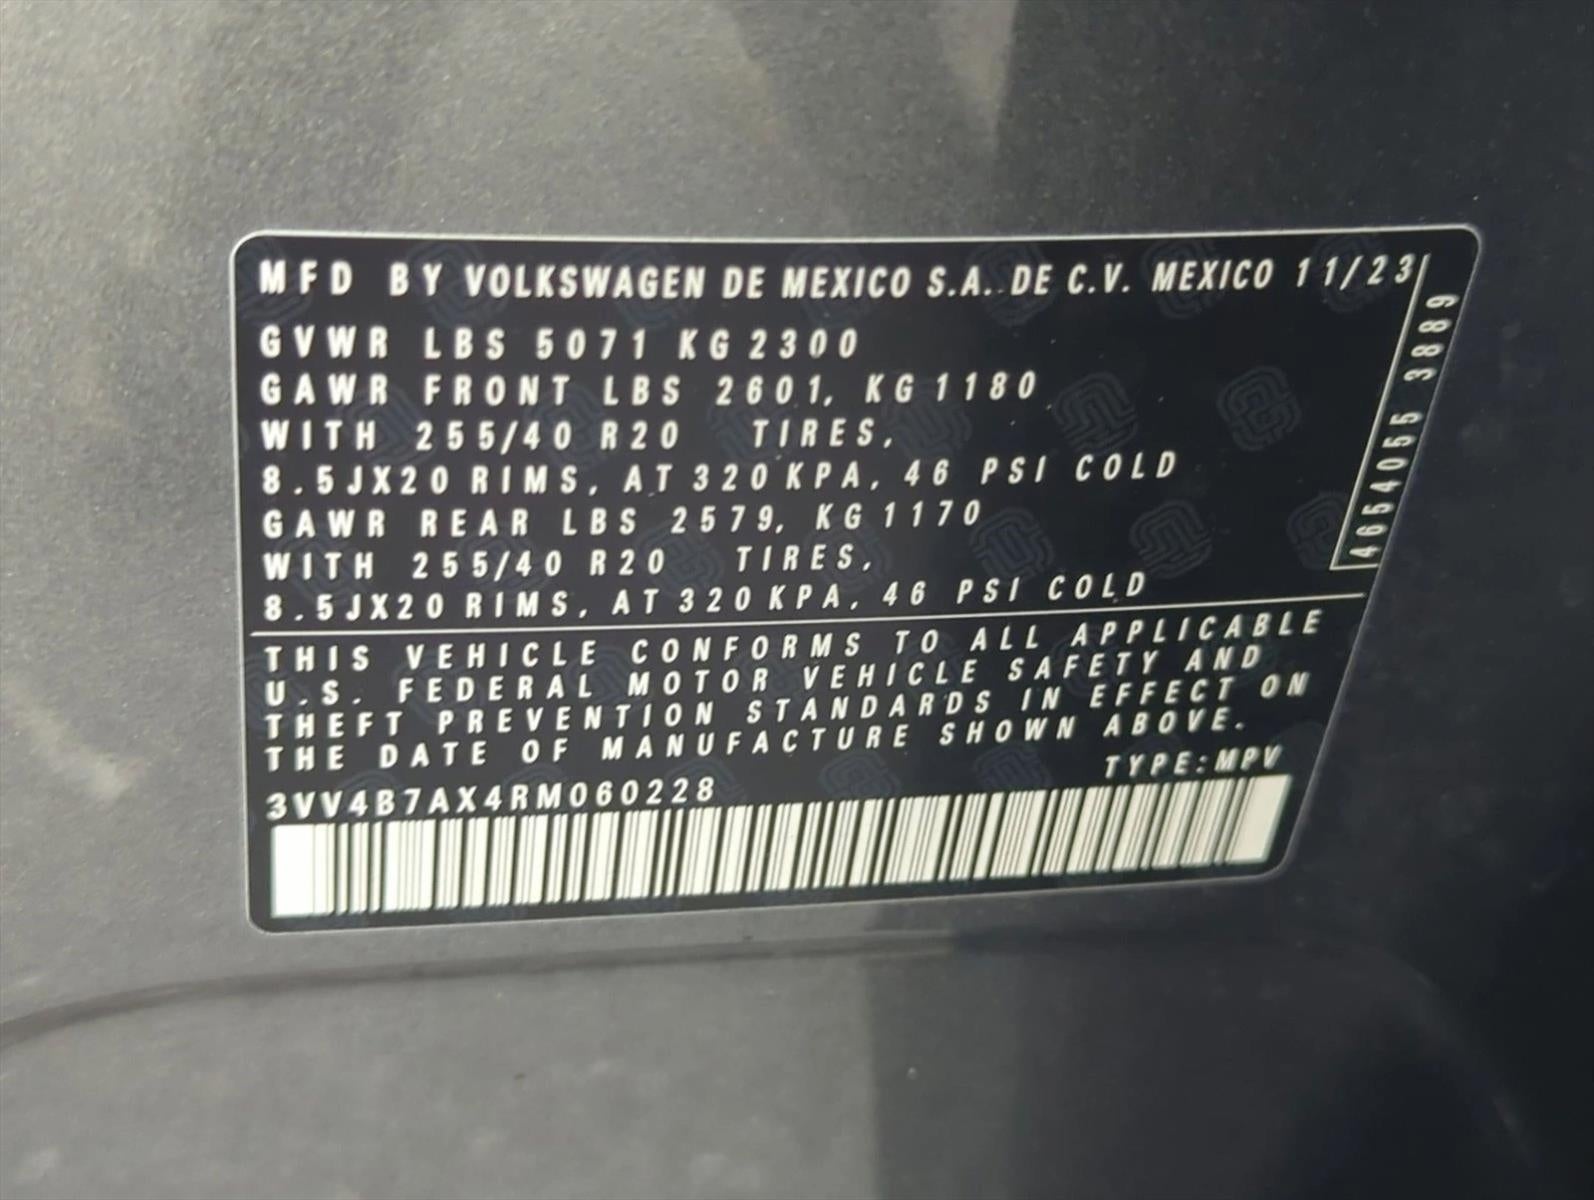 MFD BY VOLKSWAGEN DE MEXICO S.A. DE C.V. MEXICO 11/23
GVWR LBS 5071 KG 2300
GAWR FRONT LBS 2601, KG 1180
WITH 255/40 R20 TIRES,
8.5JX20 RIMS, AT 320 KPA, 46 PSI COLD
GAWR REAR LBS 2579, KG 1170
WITH 255/40 R20 TIRES,
8.5JX20 RIMS, AT 320 KPA, 46 PSI COLD
4654055 3889
THIS VEHICLE CONFORMS TO ALL APPLICABLE
U.S. FEDERAL MOTOR VEHICLE SAFETY AND
THEFT PREVENTION STANDARDS IN EFFECT ON
THE DATE OF MANUFACTURE SHOWN ABOVE.
TYPE:MPV
3VV4B7AX4RM060228